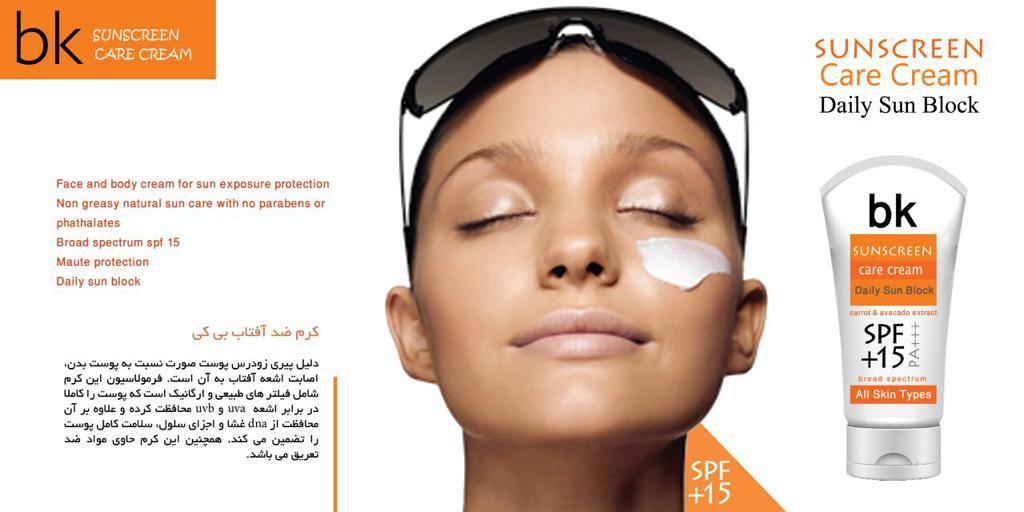 bk
SUNSCREEN
CARE CREAM
Face and body cream for sun exposure protection
Non greasy natural sun care with no parabens or
phathalates
Broad spectrum spf 15
Maute protection
Daily sun block
کرم ضد آفتاب بی کی
دلیل پیری زودرس پوست صورت نسبت به پوست بدن،
اصابت اشعه آفتاب به آن است. فرمولاسیون این کرم
شامل فیلتر های طبیعی و ارگانیک است که پوست را کاملا
در برابر اشعه uva و uvb محافظت کرده و علاوه بر آن
محافظت از dna غشا و اجزای سلول، سلامت کامل پوست
را تضمین می کند. همچنین این کرم حاوی مواد ضد
تعریق می باشد.
SPF
+15
SUNSCREEN
Care Cream
Daily Sun Block
bk
SUNSCREEN
care cream
Daily Sun Block
carrot & avacado extract
SPF
+15
PA+++
broad spectrum
All Skin Types